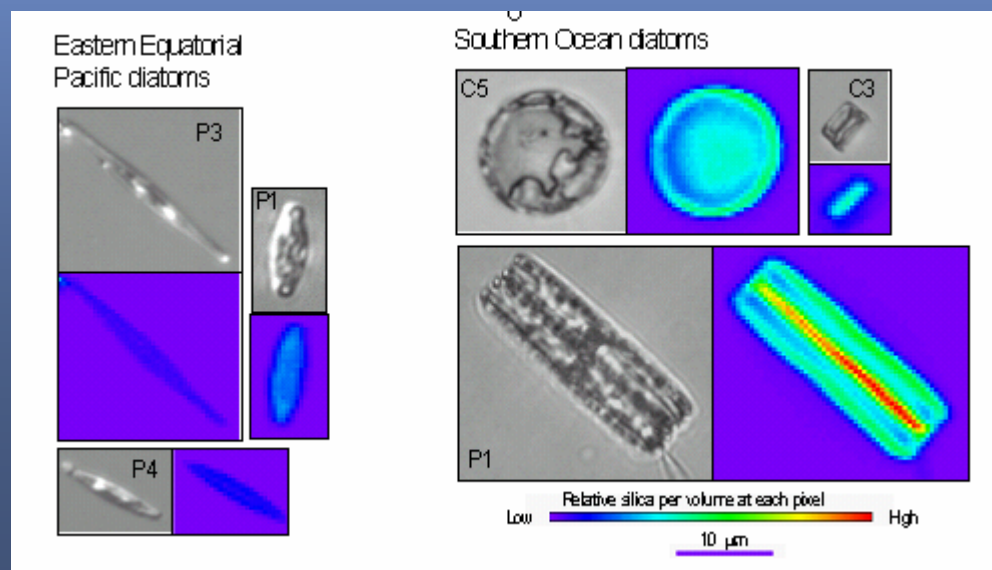 Eastern Equatorial
Pacific diatoms
P3
P1
P4
Southern Ocean diatoms
C5
C3
P1
Relative silica per volume at each pixel
Low
High
10 µm